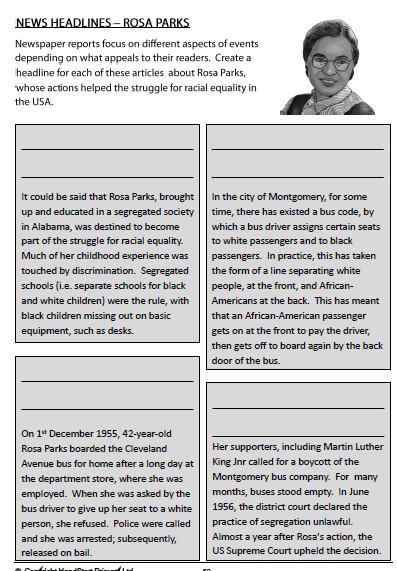 NEWS HEADLINES – ROSA PARKS
Newspaper reports focus on different aspects of events
depending on what appeals to their readers. Create a
headline for each of these articles about Rosa Parks,
whose actions helped the struggle for racial equality in
the USA.
It could be said that Rosa Parks, brought
up and educated in a segregated society
in Alabama, was destined to become
part of the struggle for racial equality.
Much of her childhood experience was
touched by discrimination. Segregated
schools (i.e. separate schools for black
and white children) were the rule, with
black children missing out on basic
equipment, such as desks.
In the city of Montgomery, for some
time, there has existed a bus code, by
which a bus driver assigns certain seats
to white passengers and to black
passengers. In practice, this has taken
the form of a line separating white
people, at the front, and African-
Americans at the back. This has meant
that an African-American passenger
gets on at the front to pay the driver,
then gets off to board again by the back
door of the bus.
On 1st December 1955, 42-year-old
Rosa Parks boarded the Cleveland
Avenue bus for home after a long day at
the department store, where she was
employed. When she was asked by the
bus driver to give up her seat to a white
person, she refused. Police were called
and she was arrested; subsequently,
released on bail.
Her supporters, including Martin Luther
King Jnr called for a boycott of the
Montgomery bus company. For many
months, buses stood empty. In June
1956, the district court declared the
practice of segregation unlawful.
Almost a year after Rosa's action, the
US Supreme Court upheld the decision.